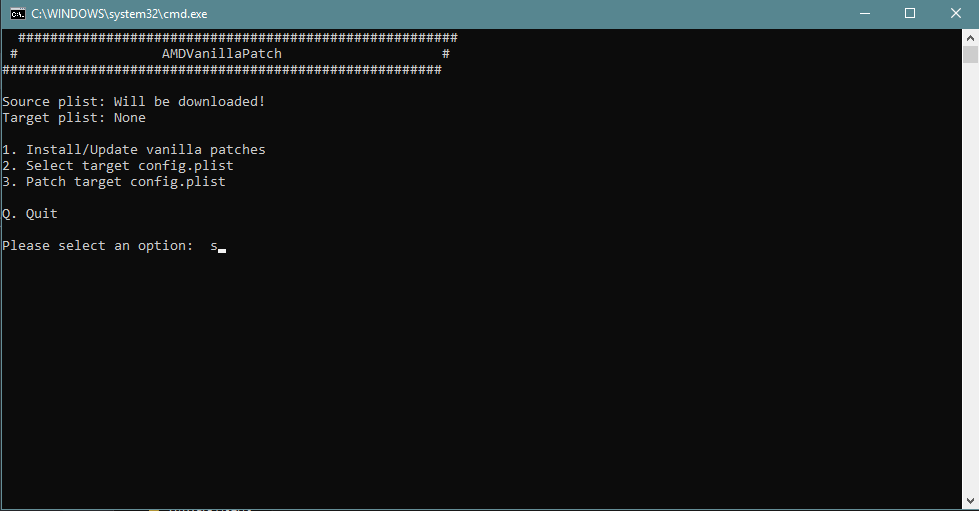 C:\WINDOWS\system32\cmd.exe
#######################################################
# AMDVanillaPatch #
#######################################################
Source plist: Will be downloaded!
Target plist: None
1. Install/Update vanilla patches
2. Select target config.plist
3. Patch target config.plist
Q. Quit
Please select an option: s